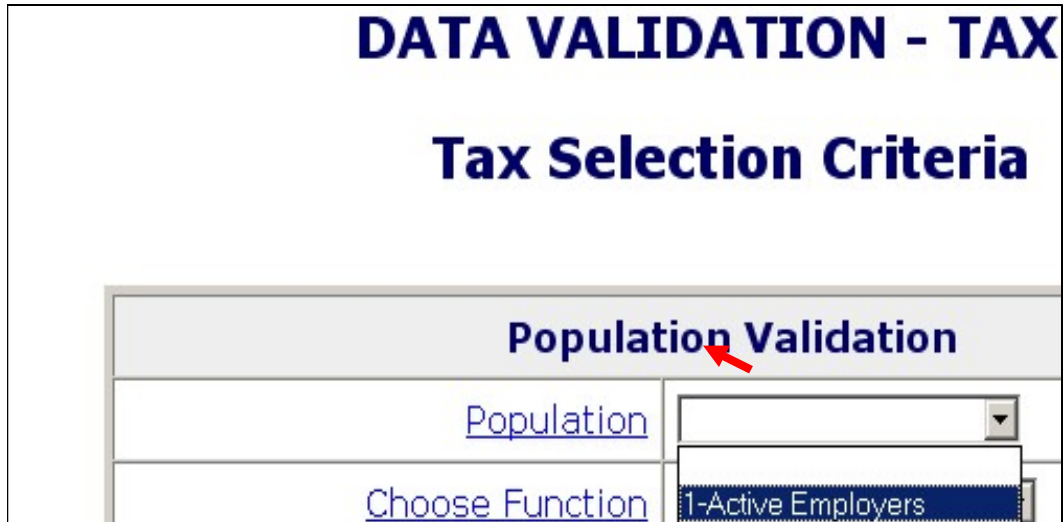 DATA VALIDATION - TAX
Tax Selection Criteria
Population Validation
Population
Choose Function 1-Active Employers